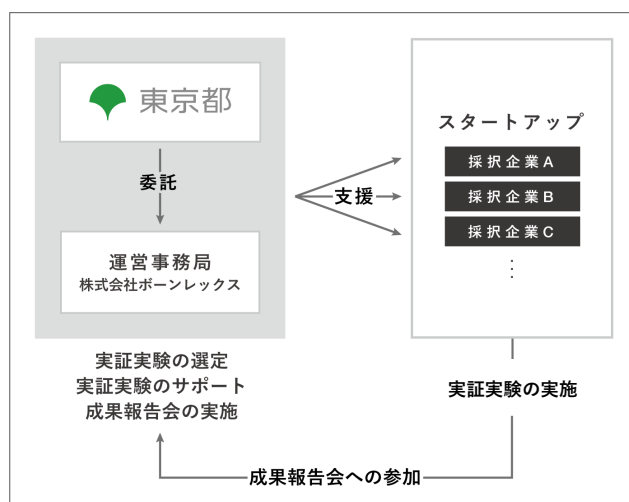 東京都
委託
運営事務局
株式会社ボーンレックス
実証実験の選定
実証実験のサポート
成果報告会の実施
支援
スタートアップ
採択企業A
採択企業B
採択企業C
⋮
実証実験の実施
成果報告会への参加